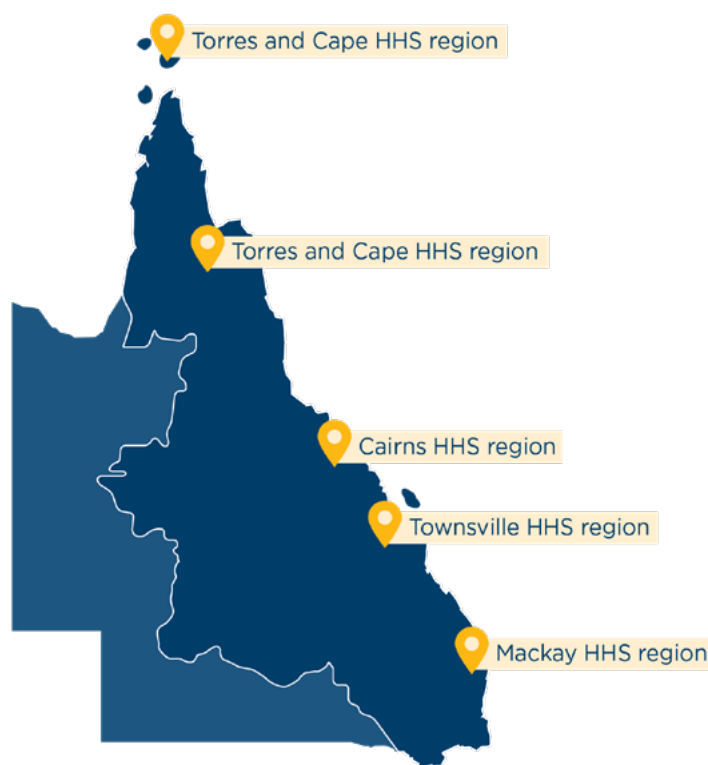 Torres and Cape HHS region
Torres and Cape HHS region
Cairns HHS region
Townsville HHS region
Mackay HHS region